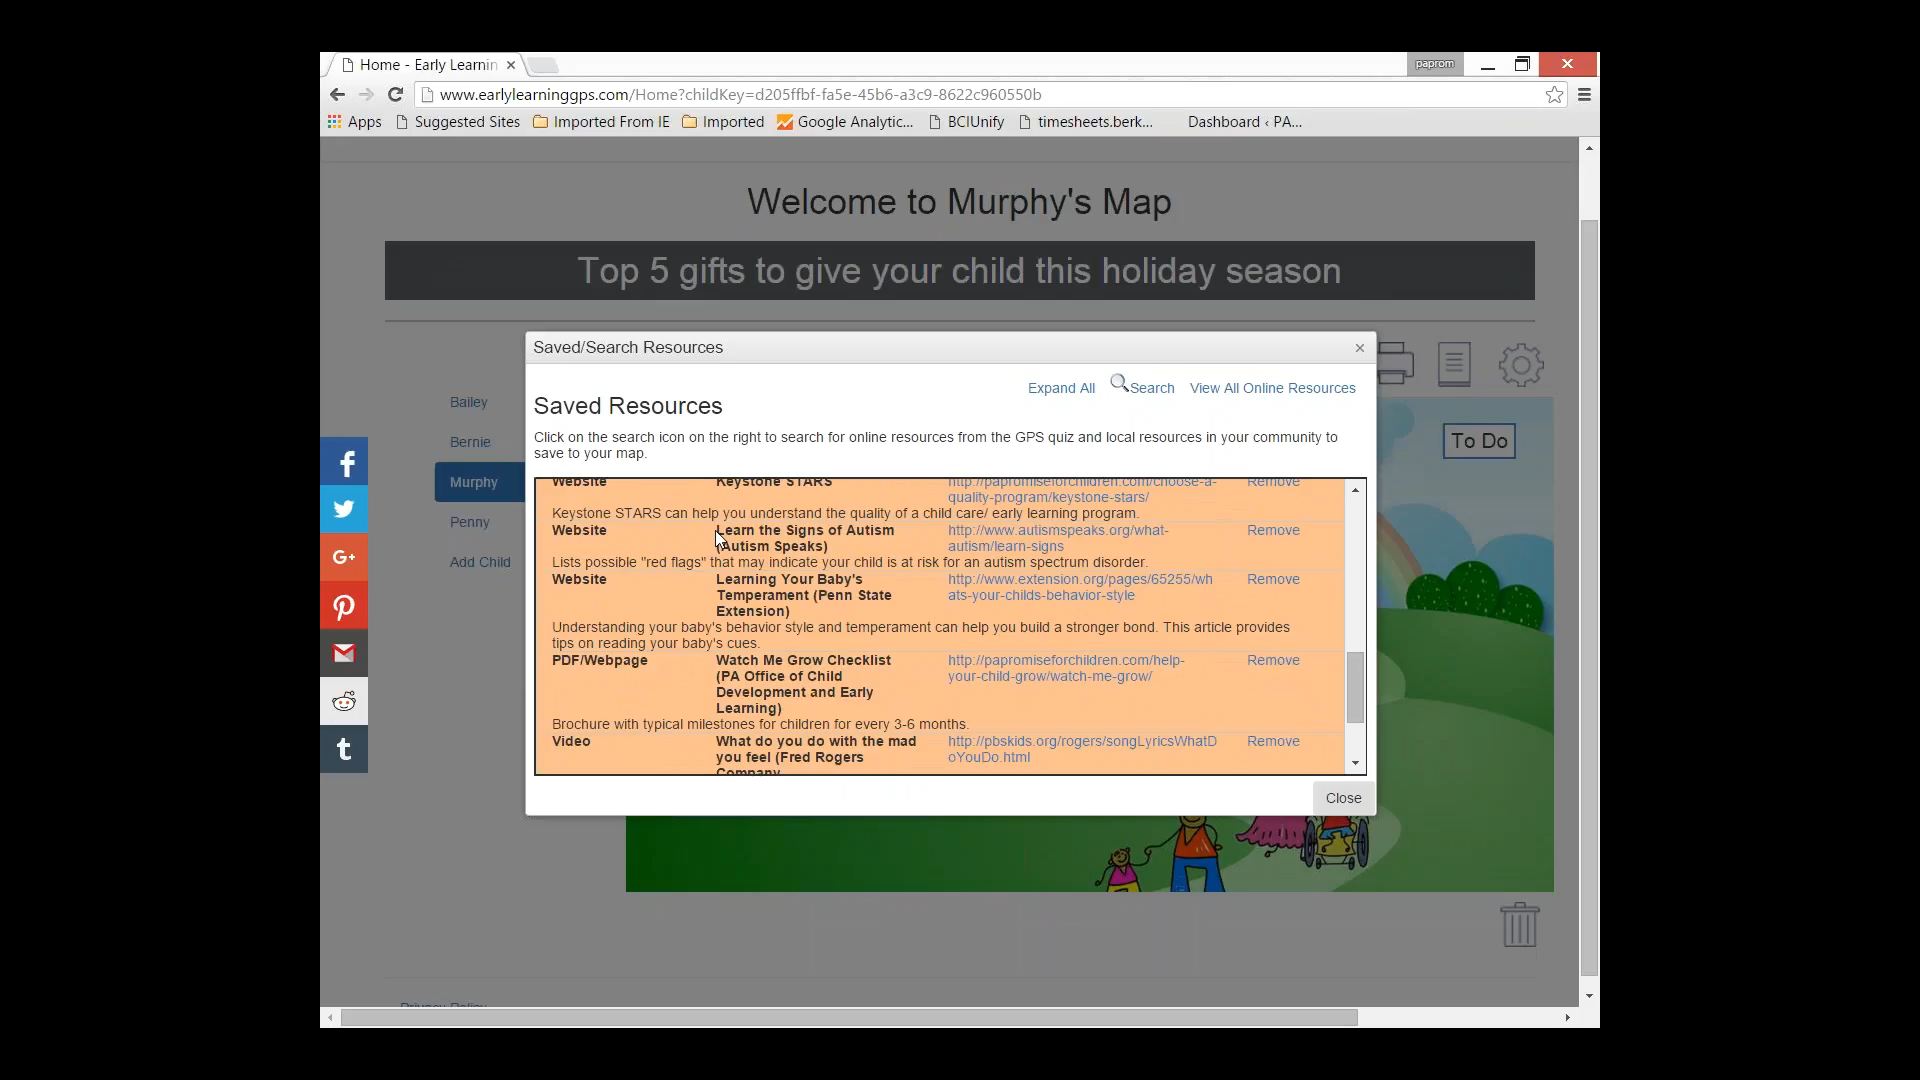 Home - Early Learnin
paprom
www.earlylearninggps.com/Home?childKey=d205ffbf-fa5e-45b6-a3c9-8622c960550b
Apps Suggested Sites Imported From IE Imported Google Analytic... BCIUnify timesheets.berk... Dashboard ‹ PA...
Welcome to Murphy's Map
Top 5 gifts to give your child this holiday season
Saved/Search Resources
Expand All Search View All Online Resources
Saved Resources
Click on the search icon on the right to search for online resources from the GPS quiz and local resources in your community to
save to your map.
Bailey
Bernie
Murphy
Penny
Add Child
To Do
Website Keystone STARS http://papromiseforchildren.com/choose-a- Remove
quality-program/keystone-stars/
Keystone STARS can help you understand the quality of a child care/ early learning program.
Website Learn the Signs of Autism http://www.autismspeaks.org/what- Remove
(Autism Speaks) autism/learn-signs
Lists possible "red flags" that may indicate your child is at risk for an autism spectrum disorder.
Website Learning Your Baby's http://www.extension.org/pages/65255/wh Remove
Temperament (Penn State ats-your-childs-behavior-style
Extension)
Understanding your baby's behavior style and temperament can help you build a stronger bond. This article provides
tips on reading your baby's cues.
PDF/Webpage Watch Me Grow Checklist http://papromiseforchildren.com/help- Remove
(PA Office of Child your-child-grow/watch-me-grow/
Development and Early
Learning)
Brochure with typical milestones for children for every 3-6 months.
Video What do you do with the mad http://pbskids.org/rogers/songLyricsWhatD Remove
you feel (Fred Rogers oYouDo.html
Company
Close
Privacy Policy